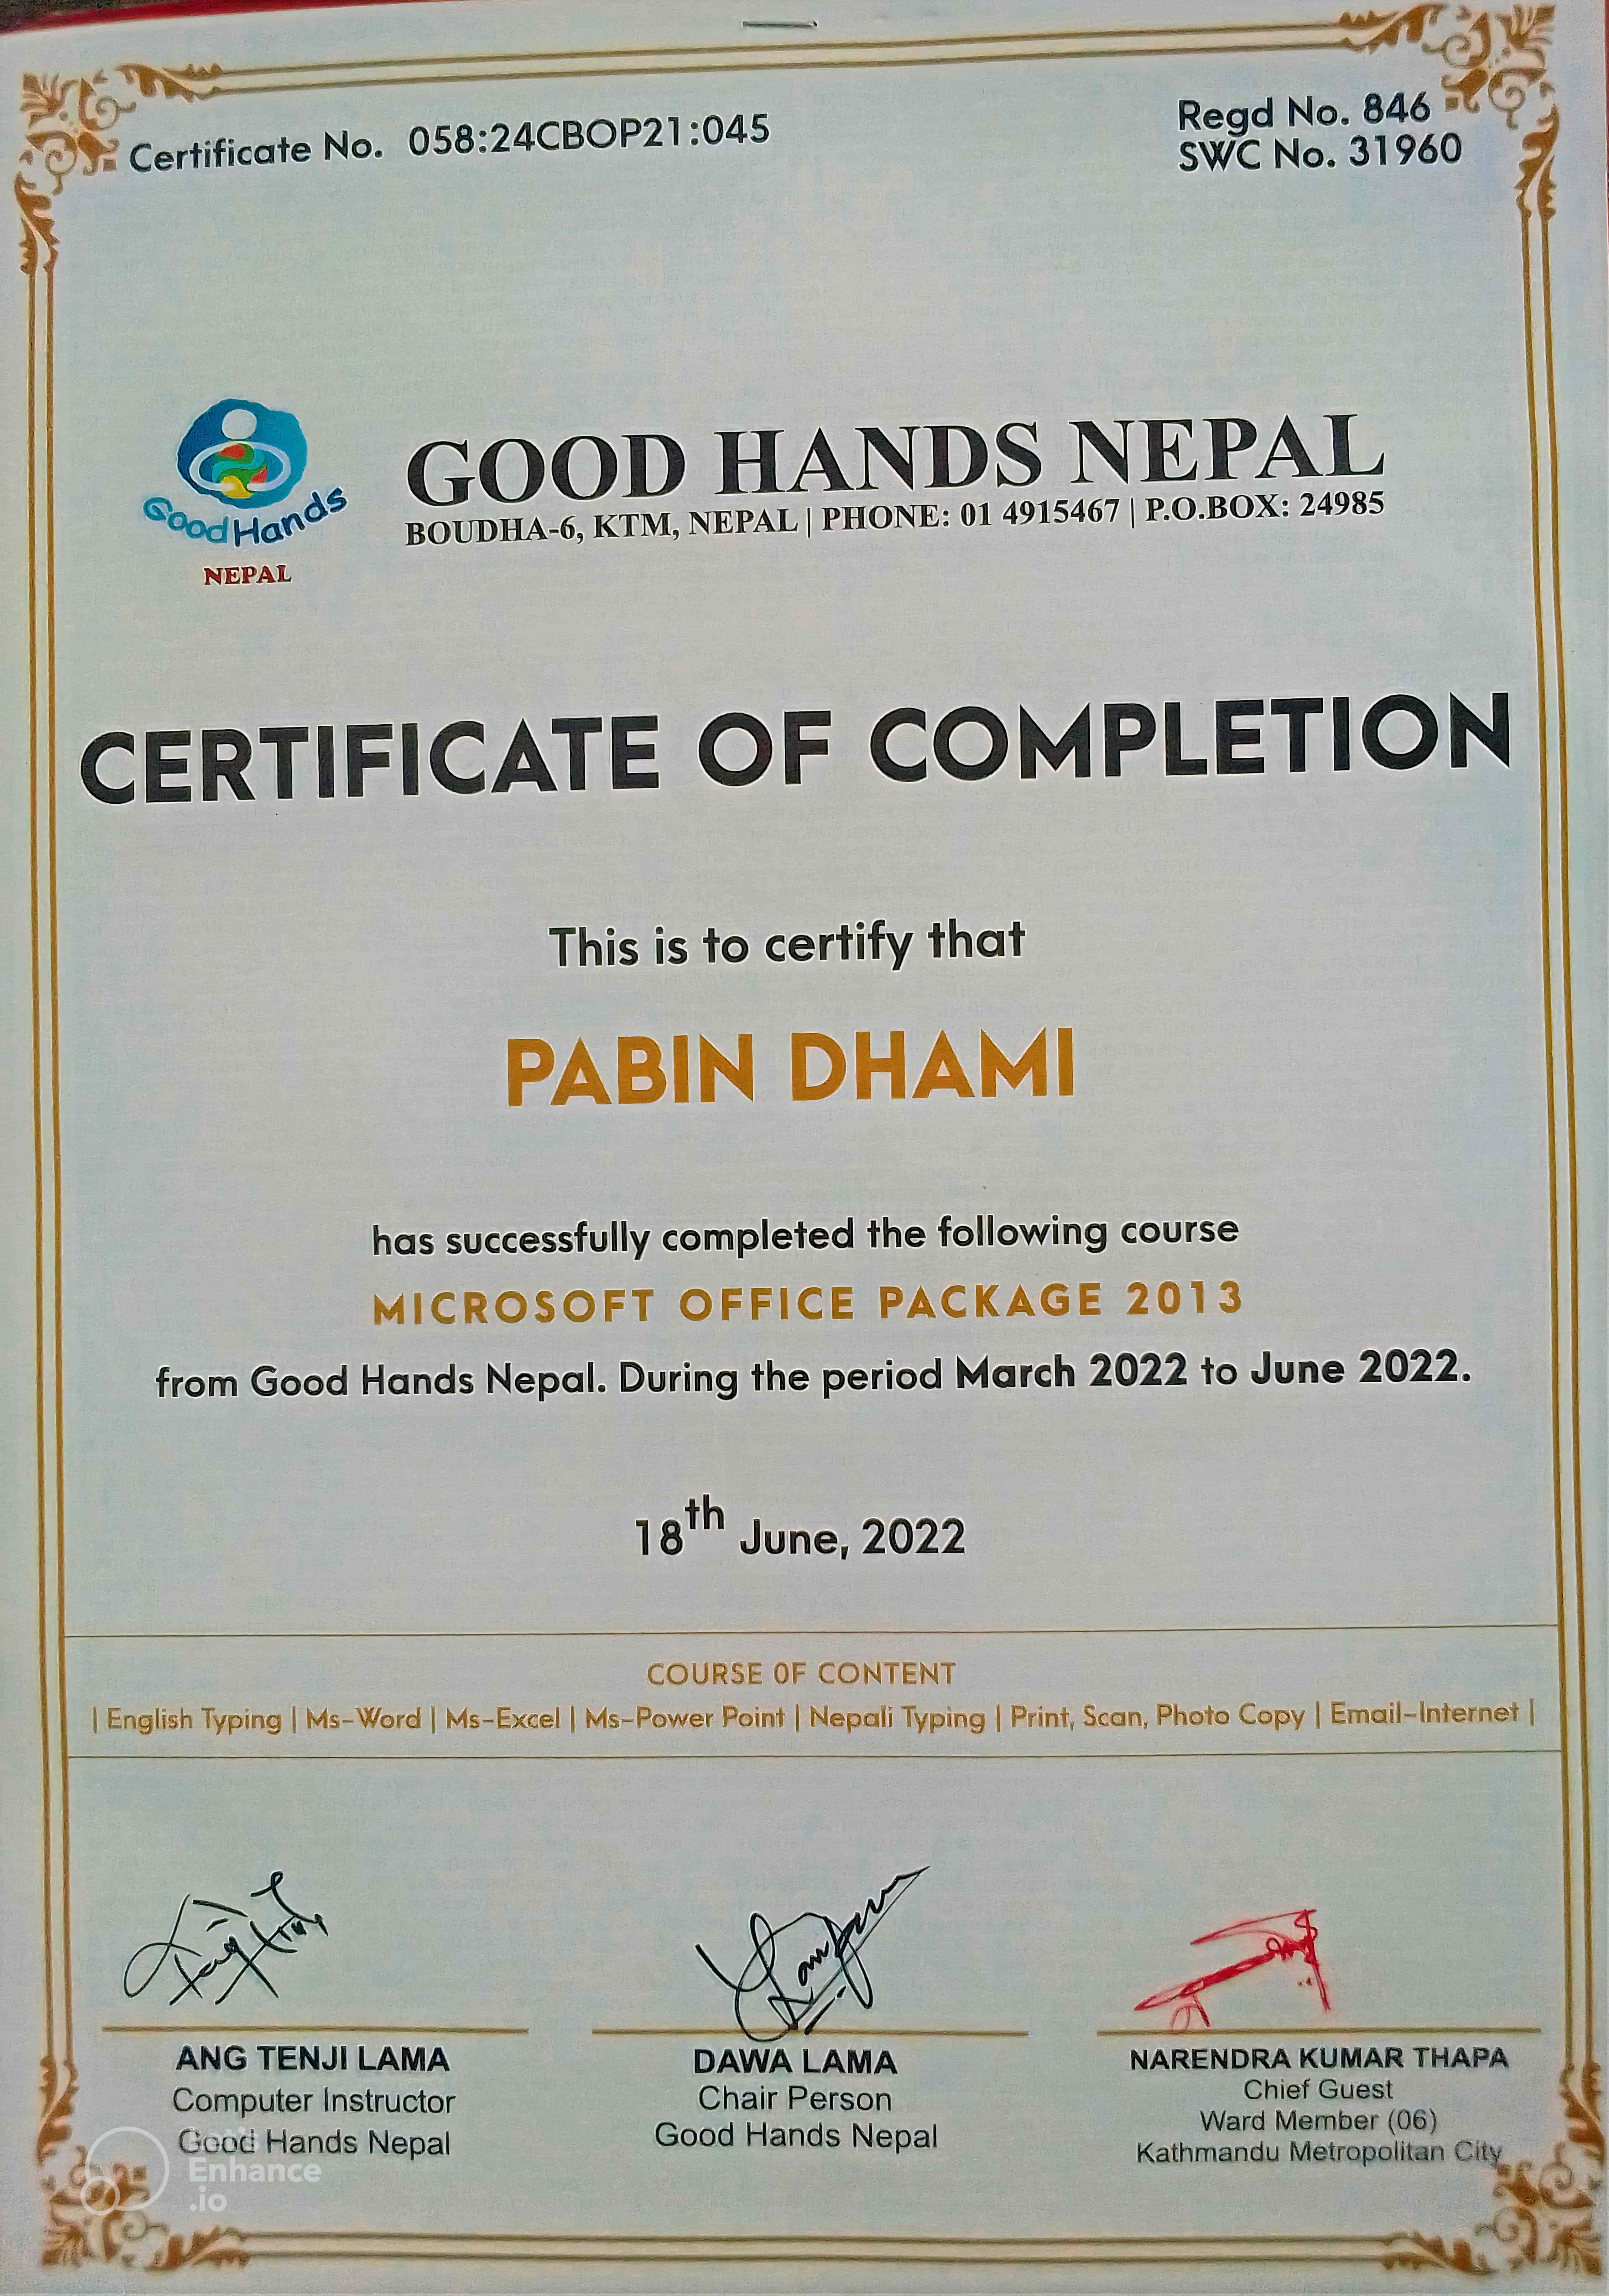 Certificate No. 058:24CBOP21:045
Regd No. 846
SWC No. 31960
Good Hands
NEPAL
GOOD HANDS NEPAL
BOUDHA-6, KTM, NEPAL | PHONE: 01 4915467 | P.O.BOX: 24985
CERTIFICATE OF COMPLETION
This is to certify that
PABIN DHAMI
has successfully completed the following course
MICROSOFT OFFICE PACKAGE 2013
from Good Hands Nepal. During the period March 2022 to June 2022.
18th June, 2022
COURSE 0F CONTENT
| English Typing | Ms-Word | Ms-Excel | Ms-Power Point | Nepali Typing | Print, Scan, Photo Copy | Email-Internet |
ANG TENJI LAMA
Computer Instructor
Good Hands Nepal
DAWA LAMA
Chair Person
Good Hands Nepal
NARENDRA KUMAR THAPA
Chief Guest
Ward Member (06)
Kathmandu Metropolitan City
Enhance
.io